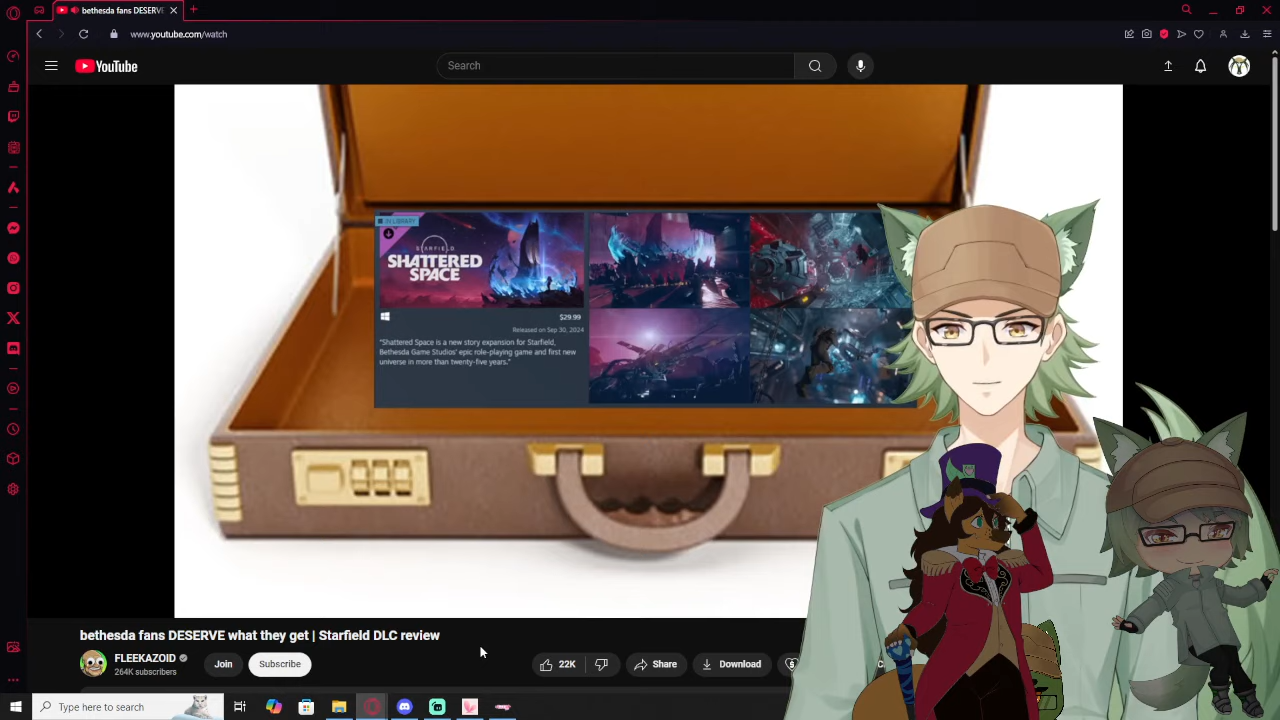 bethesda fans DESERVE
www.youtube.com/watch
YouTube
Search
IN LIBRARY
STARFIELD
SHATTERED
SPACE
$29.99
Released on Sep 30, 2024
"Shattered Space is a new story expansion for Starfield,
Bethesda Game Studios' epic role-playing game and first new
universe in more than twenty-five years."
bethesda fans DESERVE what they get | Starfield DLC review
FLEEKAZOID
264K subscribers
Join
Subscribe
22K
Share
Download
Type here to search